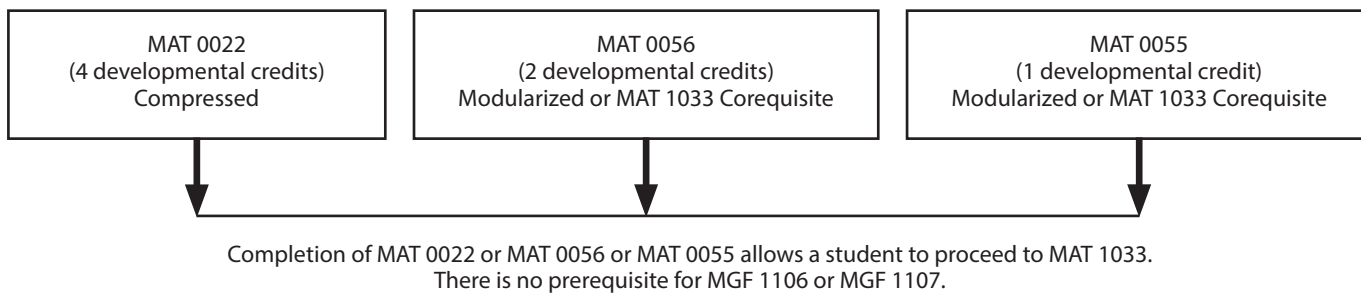 MAT 0022
(4 developmental credits)
Compressed
MAT 0056
(2 developmental credits)
Modularized or MAT 1033 Corequisite
MAT 0055
(1 developmental credit)
Modularized or MAT 1033 Corequisite
Completion of MAT 0022 or MAT 0056 or MAT 0055 allows a student to proceed to MAT 1033.
There is no prerequisite for MGF 1106 or MGF 1107.